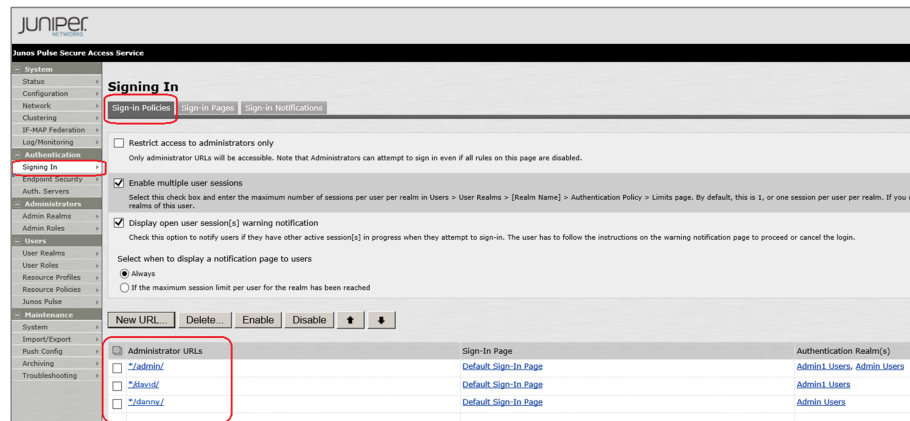 JUNIPER
NETWORKS
Junos Pulse Secure Access Service
System
Status
Configuration
Network
Clustering
IF-MAP Federation
Log/Monitoring
Authentication
Signing In
Endpoint Security
Auth. Servers
Administrators
Admin Realms
Admin Roles
Users
User Realms
User Roles
Resource Profiles
Resource Policies
Junos Pulse
Maintenance
System
Import/Export
Push Config
Archiving
Troubleshooting
Signing In
Sign-in Policies Sign-in Pages Sign-in Notifications
Restrict access to administrators only
Only administrator URLs will be accessible. Note that Administrators can attempt to sign in even if all rules on this page are disabled.
Enable multiple user sessions
Select this check box and enter the maximum number of sessions per user per realm in Users > User Realms > [Realm Name] > Authentication Policy > Limits page. By default, this is 1, or one session per user per realm. If you
realms of this user.
Display open user session[s] warning notification
Check this option to notify users if they have other active session[s] in progress when they attempt to sign-in. The user has to follow the instructions on the warning notification page to proceed or cancel the login.
Select when to display a notification page to users
Always
If the maximum session limit per user for the realm has been reached
New URL... Delete... Enable Disable
Administrator URLs Sign-In Page Authentication Realm(s)
*/admin/ Default Sign-In Page Admin1 Users, Admin Users
*/david/ Default Sign-In Page Admin1 Users
*/danny/ Default Sign-In Page Admin Users